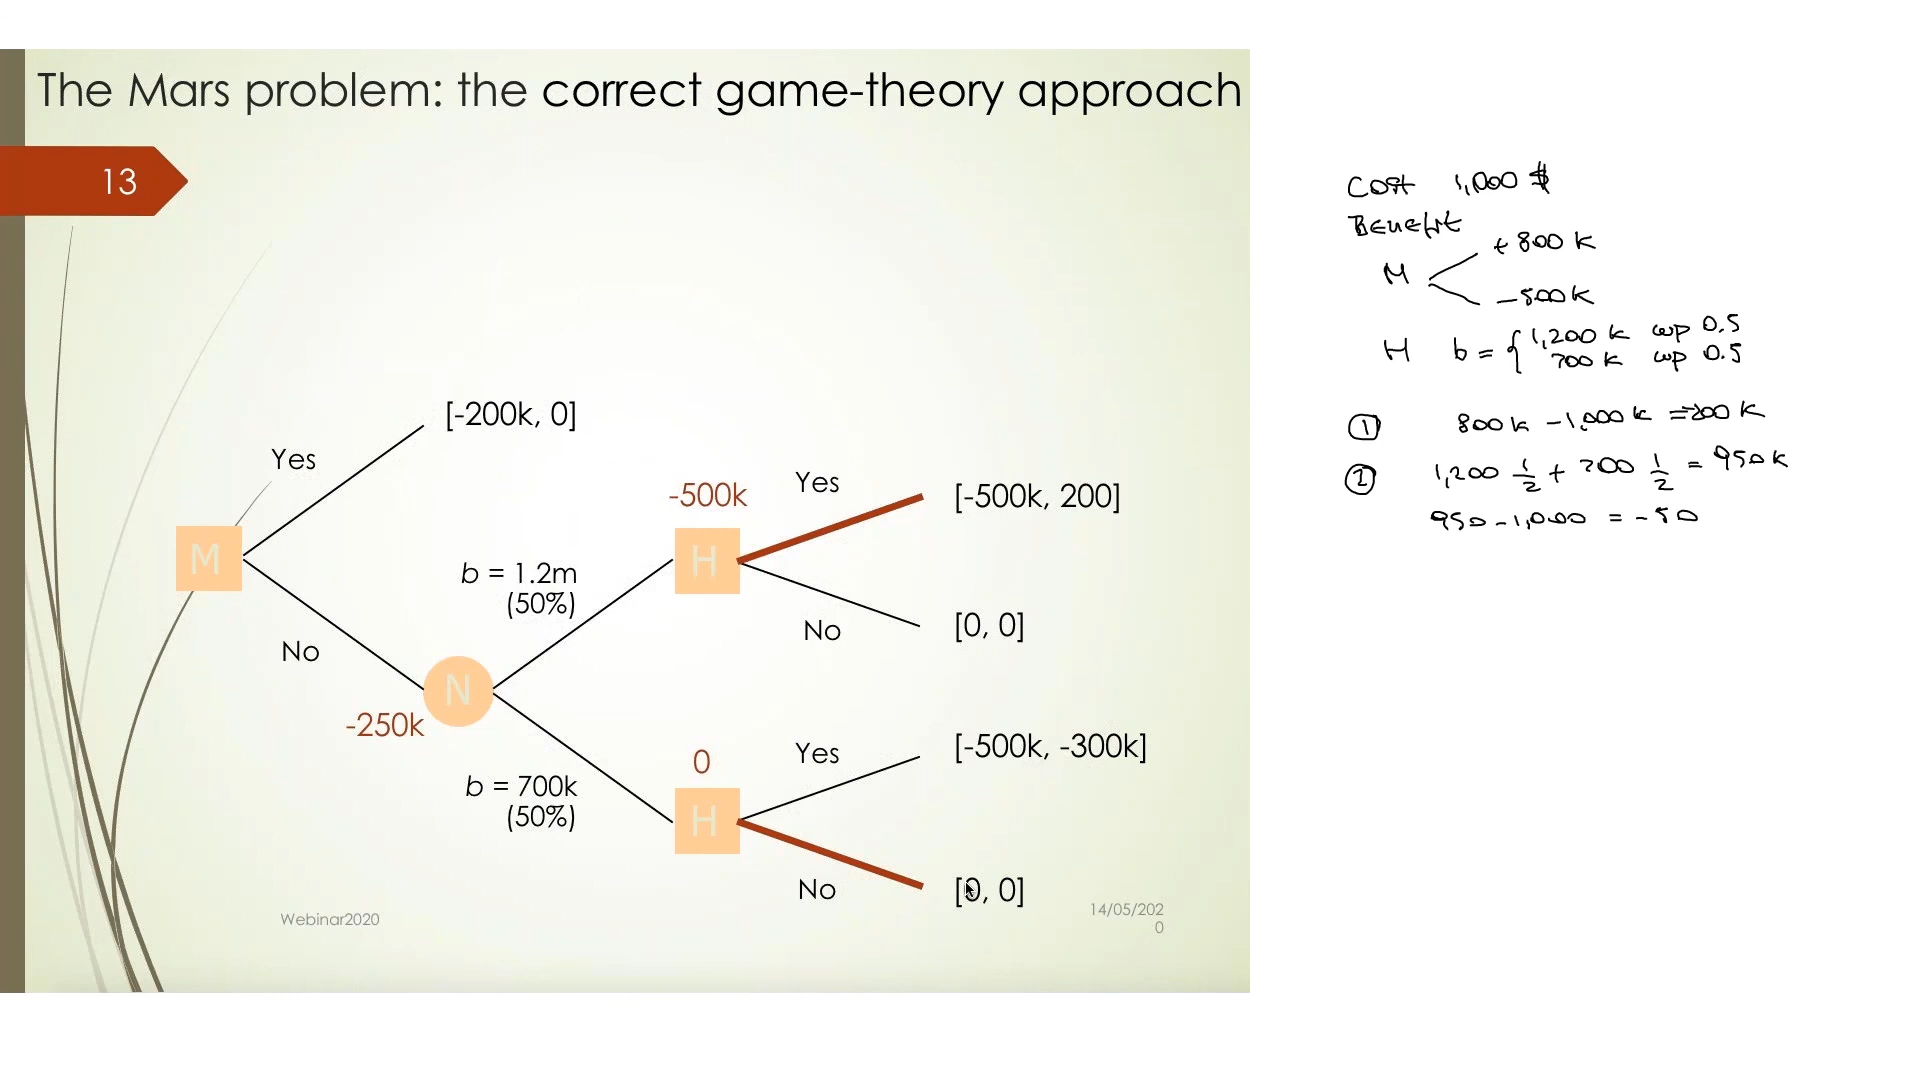 The Mars problem: the correct game-theory approach
13
[-200k, 0]
Yes
M
No
-250k
N
b = 1.2m
(50%)
b = 700k
(50%)
-500k
H
Yes
[-500k, 200]
No
[0, 0]
0
H
Yes
[-500k, -300k]
No
[0, 0]
Webinar2020
14/05/202
0
Cost 1,000 $
Benefit
+ 800 k
M
- 500 k
H b = { 1,200 k wp 0.5
700 k wp 0.5
① 800 k - 1,000 k = -200 k
② 1,200 1/2 + 700 1/2 = 950 k
950 - 1,000 = - 50